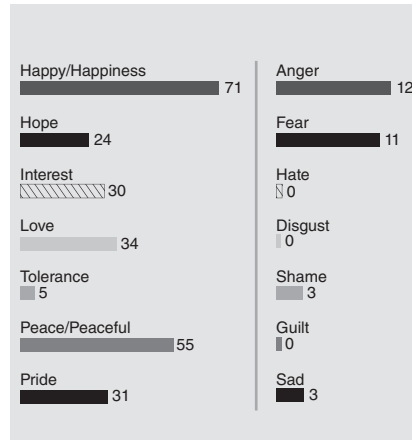 Happy/Happiness
71
Hope
24
Interest
30
Love
34
Tolerance
5
Peace/Peaceful
55
Pride
31
Anger
12
Fear
11
Hate
0
Disgust
0
Shame
3
Guilt
0
Sad
3